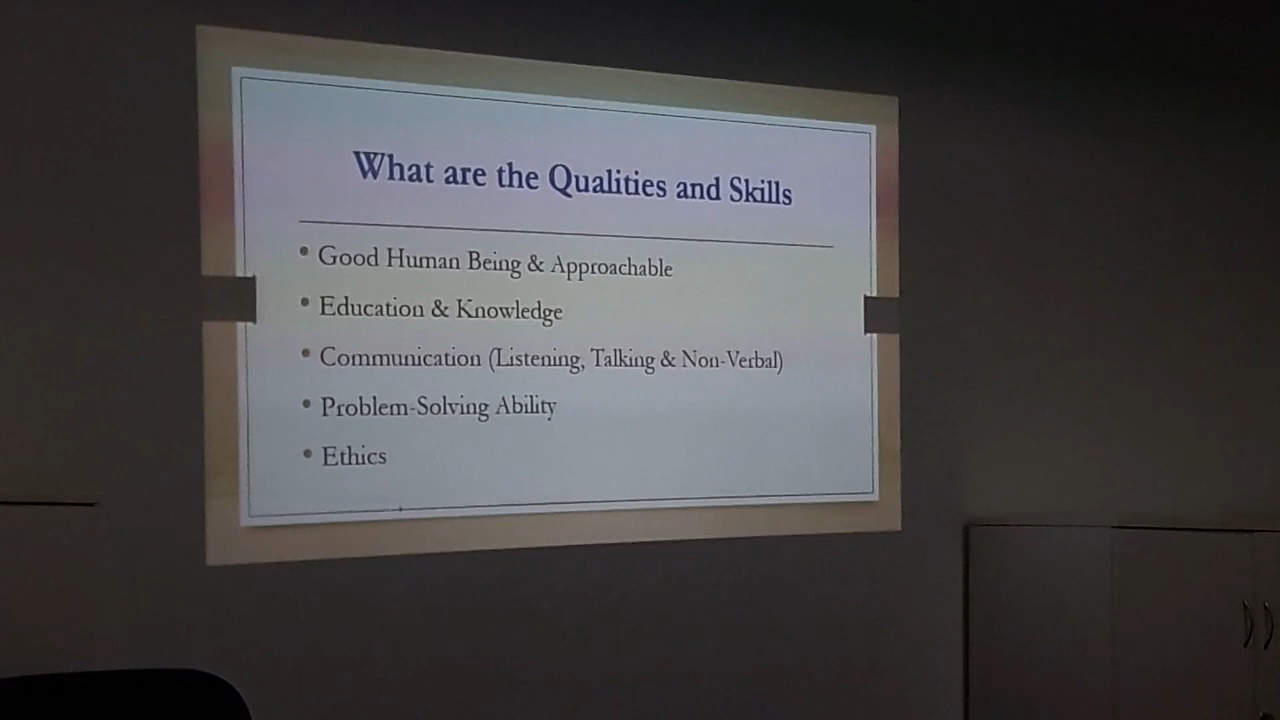 What are the Qualities and Skills
• Good Human Being & Approachable
• Education & Knowledge
• Communication (Listening, Talking & Non-Verbal)
• Problem-Solving Ability
• Ethics